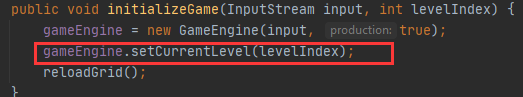 public void initializeGame(InputStream input, int levelIndex) {
gameEngine = new GameEngine(input, production: true);
gameEngine.setCurrentLevel(levelIndex);
reloadGrid();
}